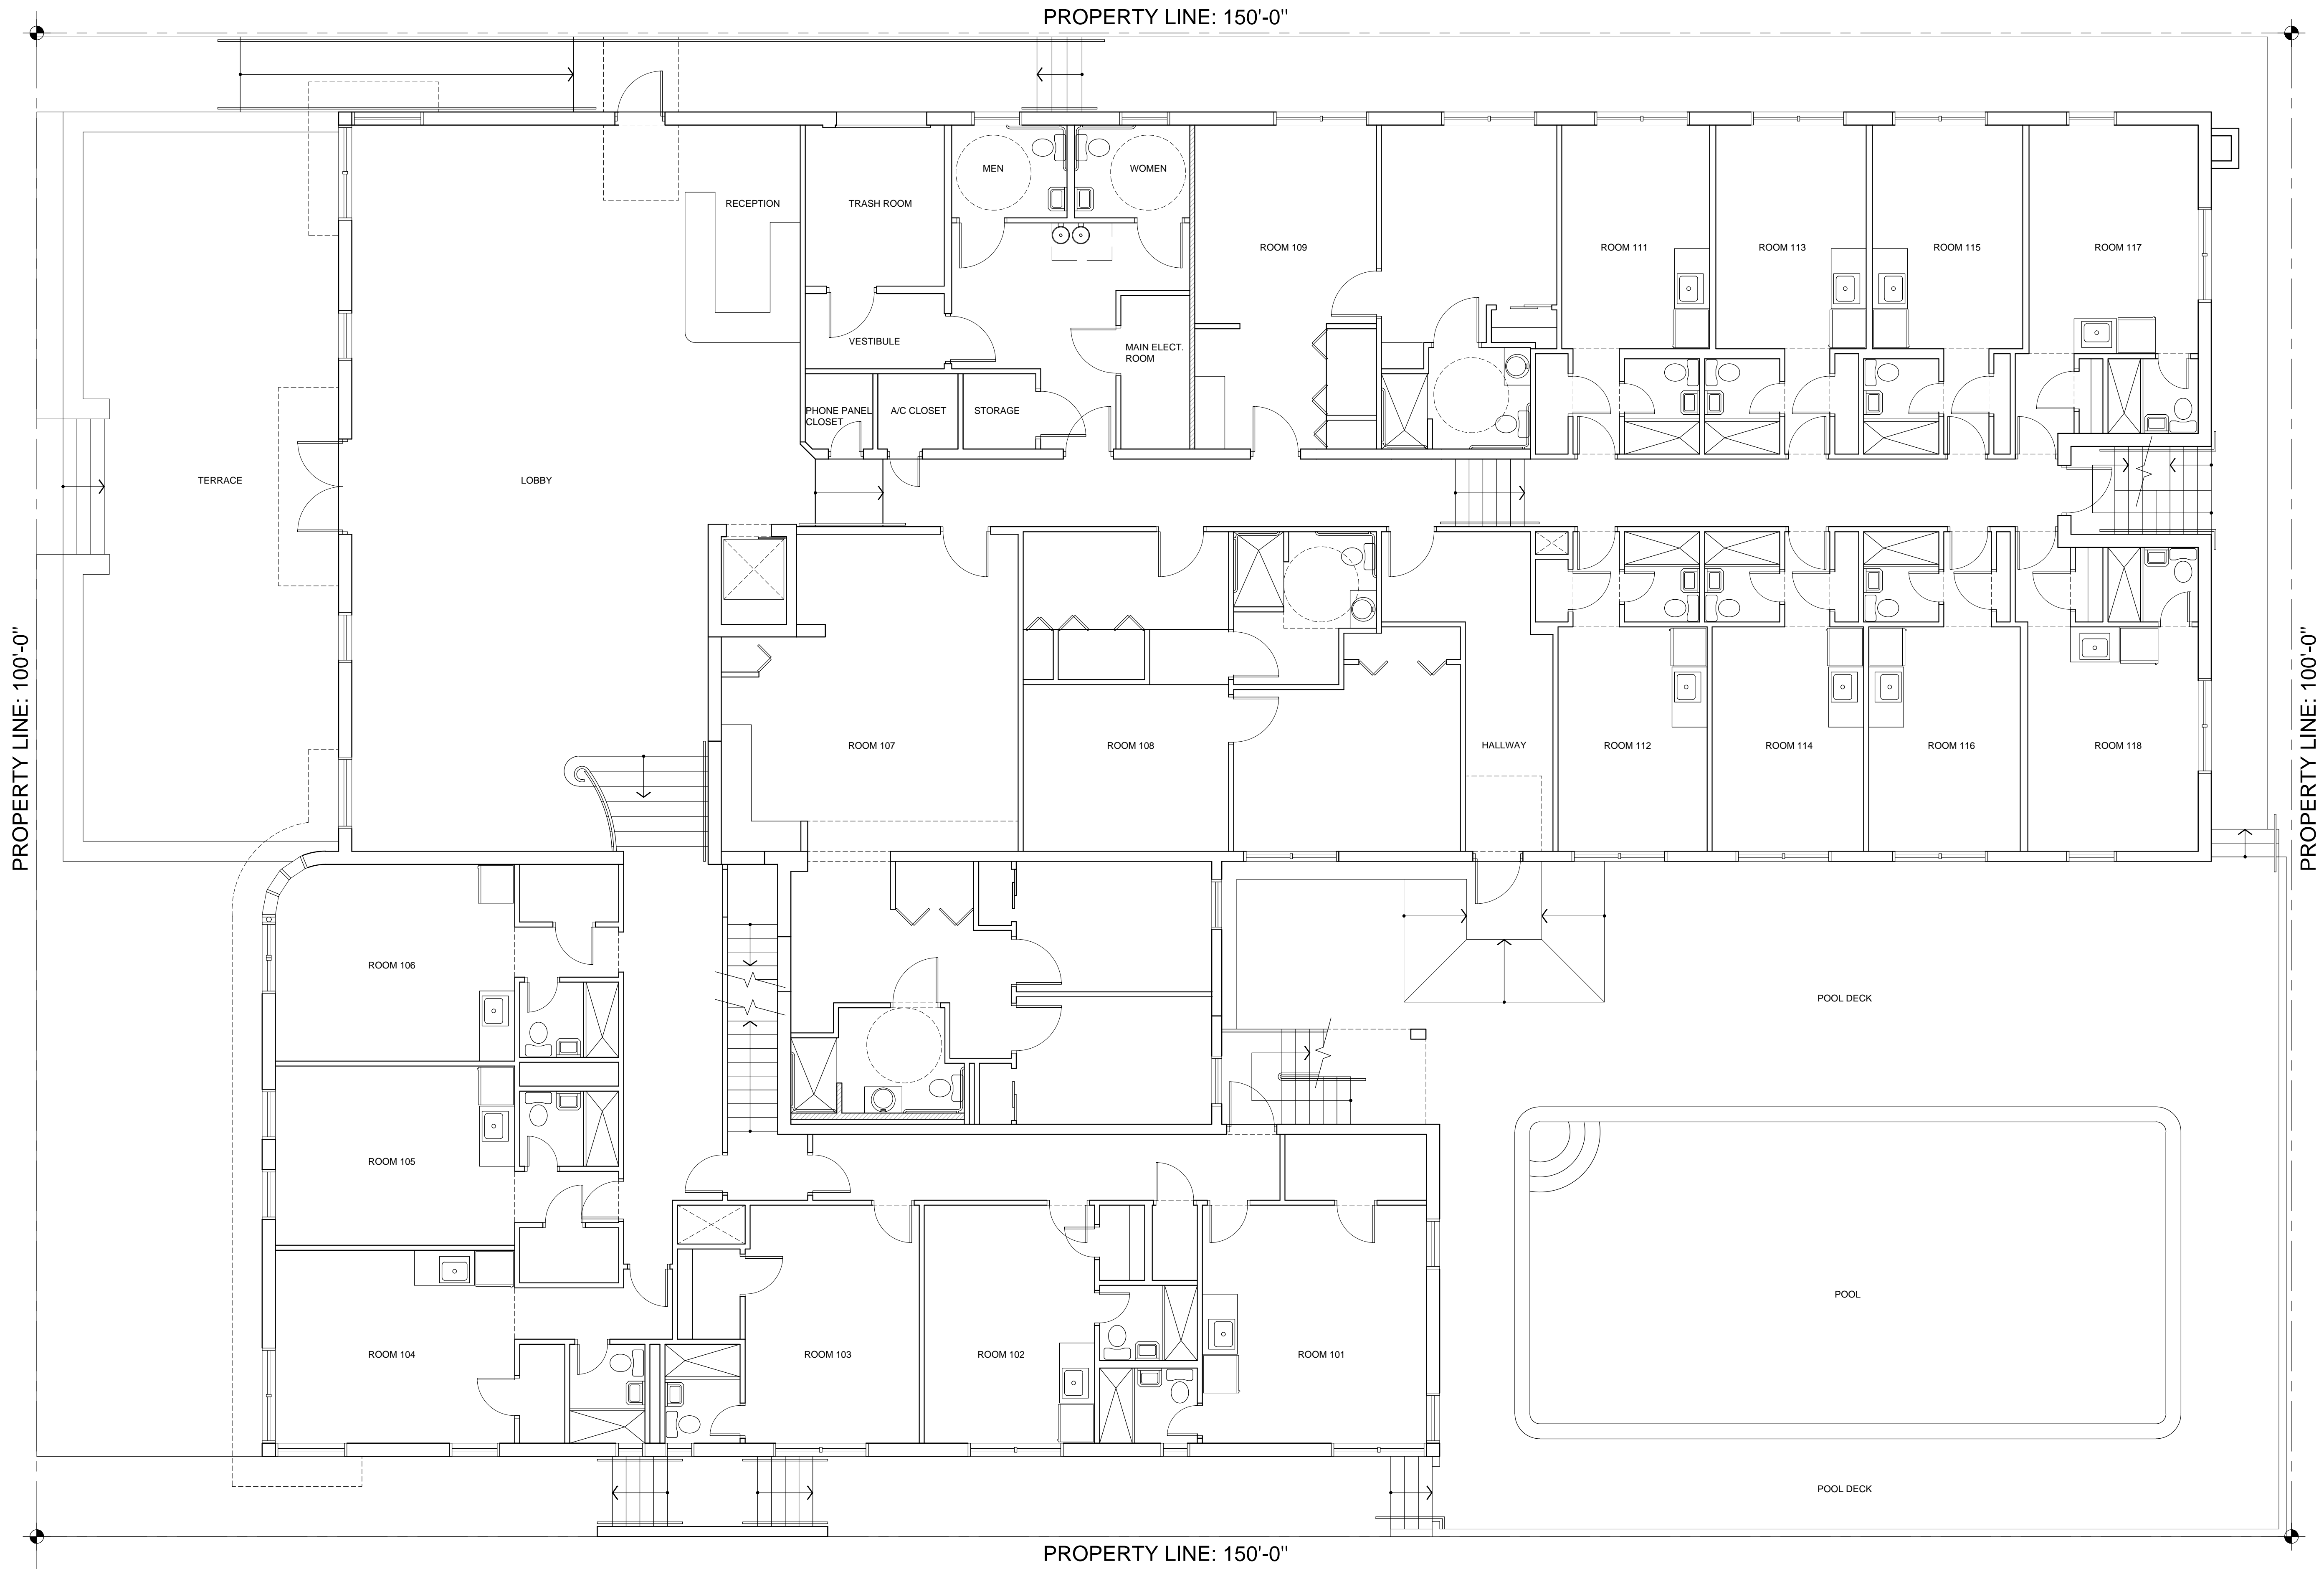 PROPERTY LINE: 150'-0"
MEN
WOMEN
RECEPTION
TRASH ROOM
ROOM 109
ROOM 111
ROOM 113
ROOM 115
ROOM 117
VESTIBULE
MAIN ELECT.
ROOM
PHONE PANEL
CLOSET
A/C CLOSET
STORAGE
TERRACE
LOBBY
PROPERTY LINE: 100'-0"
PROPERTY LINE: 100'-0"
ROOM 107
ROOM 108
HALLWAY
ROOM 112
ROOM 114
ROOM 116
ROOM 118
ROOM 106
POOL DECK
ROOM 105
POOL
ROOM 104
ROOM 103
ROOM 102
ROOM 101
POOL DECK
PROPERTY LINE: 150'-0"